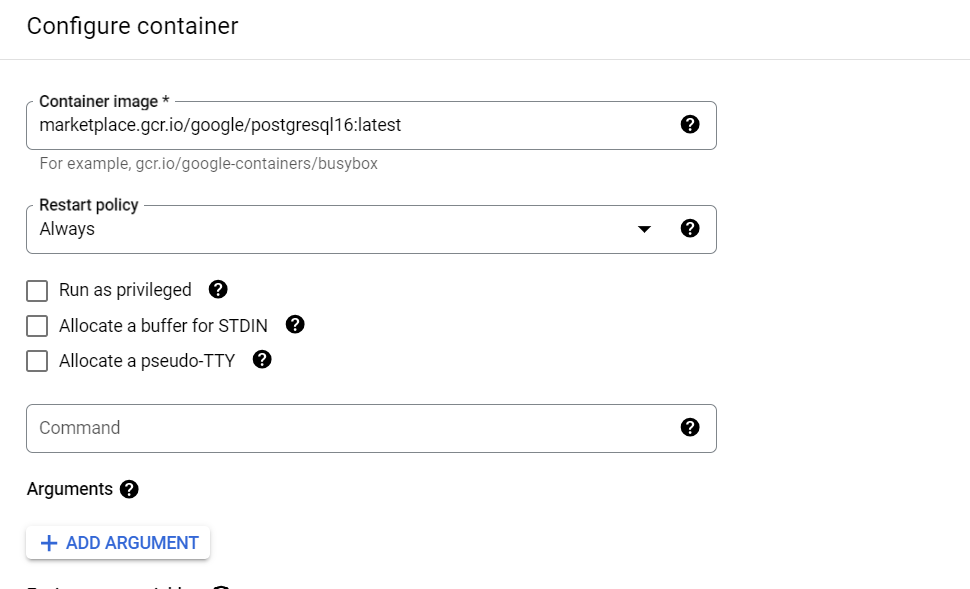 Configure container
Container image *
marketplace.gcr.io/google/postgresql16:latest
For example, gcr.io/google-containers/busybox
Restart policy
Always
Run as privileged
Allocate a buffer for STDIN
Allocate a pseudo-TTY
Command
Arguments
+ ADD ARGUMENT